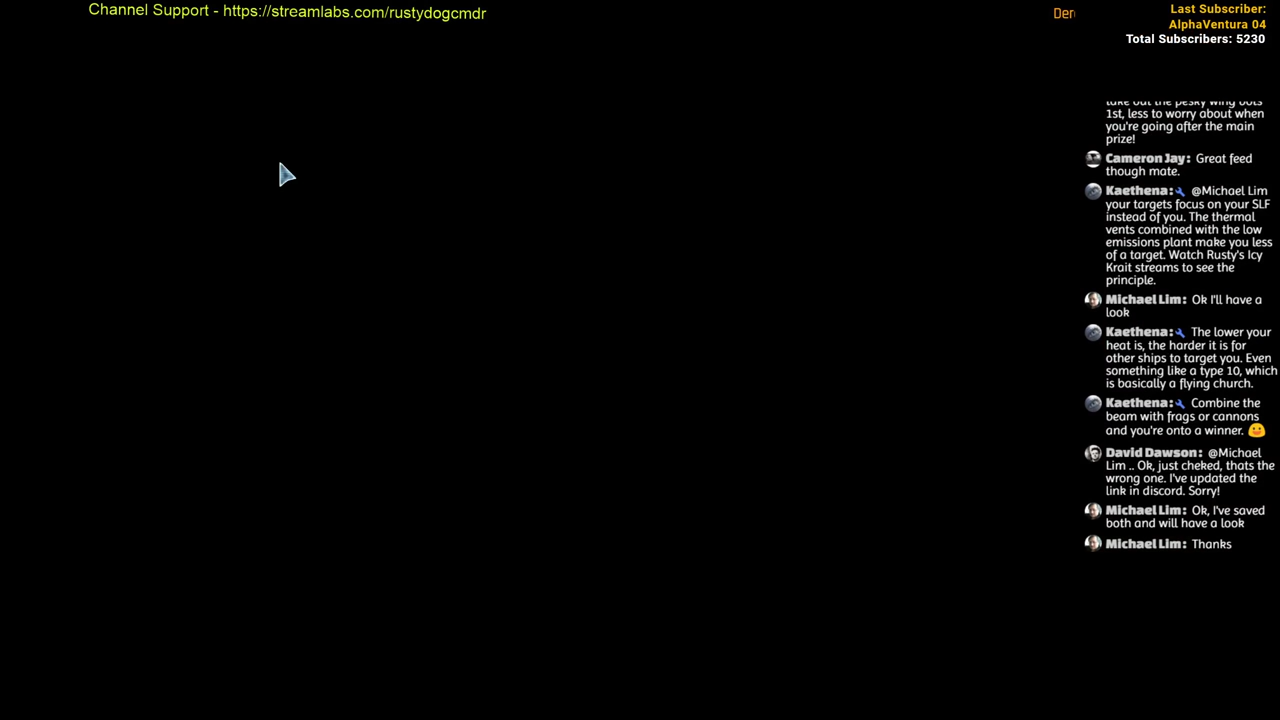 Channel Support - https://streamlabs.com/rustydogcmdr
Der
Last Subscriber:
AlphaVentura 04
Total Subscribers: 5230
take out the pesky wing bots
1st, less to worry about when
you're going after the main
prize!
Cameron Jay: Great feed
though mate.
Kaethena: @Michael Lim
your targets focus on your SLF
instead of you. The thermal
vents combined with the low
emissions plant make you less
of a target. Watch Rusty's Icy
Krait streams to see the
principle.
Michael Lim: Ok I'll have a
look
Kaethena: The lower your
heat is, the harder it is for
other ships to target you. Even
something like a type 10, which
is basically a flying church.
Kaethena: Combine the
beam with frags or cannons
and you're onto a winner.
David Dawson: @Michael
Lim .. Ok, just cheked, thats the
wrong one. I've updated the
link in discord. Sorry!
Michael Lim: Ok, I've saved
both and will have a look
Michael Lim: Thanks